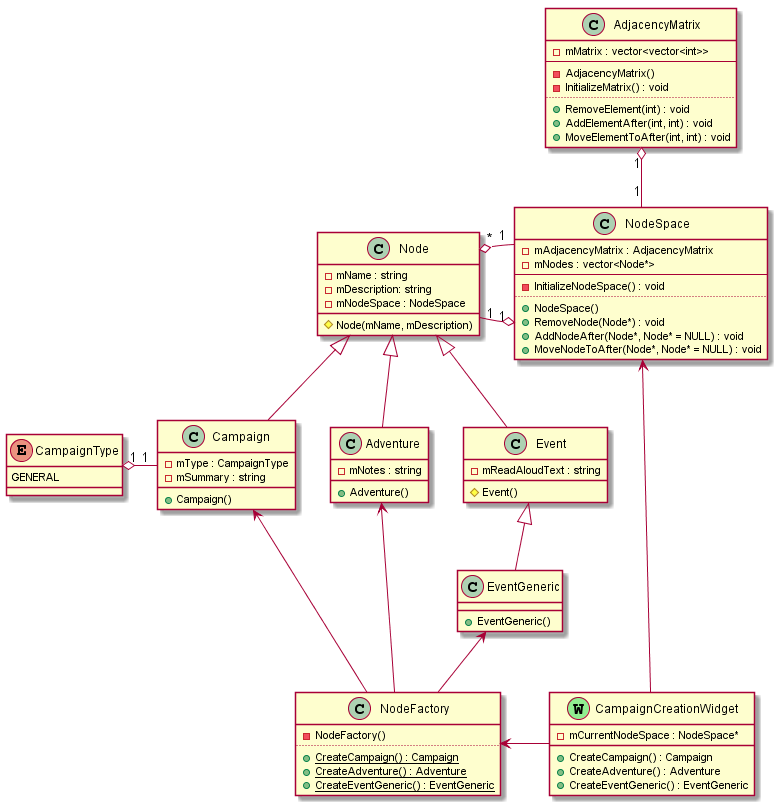 C AdjacencyMatrix
mMatrix : vector<vector<int>>
AdjacencyMatrix()
InitializeMatrix() : void
RemoveElement(int) : void
AddElementAfter(int, int) : void
MoveElementToAfter(int, int) : void
1
1
C NodeSpace
mAdjacencyMatrix : AdjacencyMatrix
mNodes : vector<Node*>
InitializeNodeSpace() : void
NodeSpace()
RemoveNode(Node*) : void
AddNodeAfter(Node*, Node* = NULL) : void
MoveNodeToAfter(Node*, Node* = NULL) : void
* 1
1 1
C Node
mName : string
mDescription: string
mNodeSpace : NodeSpace
Node(mName, mDescription)
E CampaignType
GENERAL
1 1
C Campaign
mType : CampaignType
mSummary : string
Campaign()
C Adventure
mNotes : string
Adventure()
C Event
mReadAloudText : string
Event()
C EventGeneric
EventGeneric()
C NodeFactory
NodeFactory()
CreateCampaign() : Campaign
CreateAdventure() : Adventure
CreateEventGeneric() : EventGeneric
W CampaignCreationWidget
mCurrentNodeSpace : NodeSpace*
CreateCampaign() : Campaign
CreateAdventure() : Adventure
CreateEventGeneric() : EventGeneric